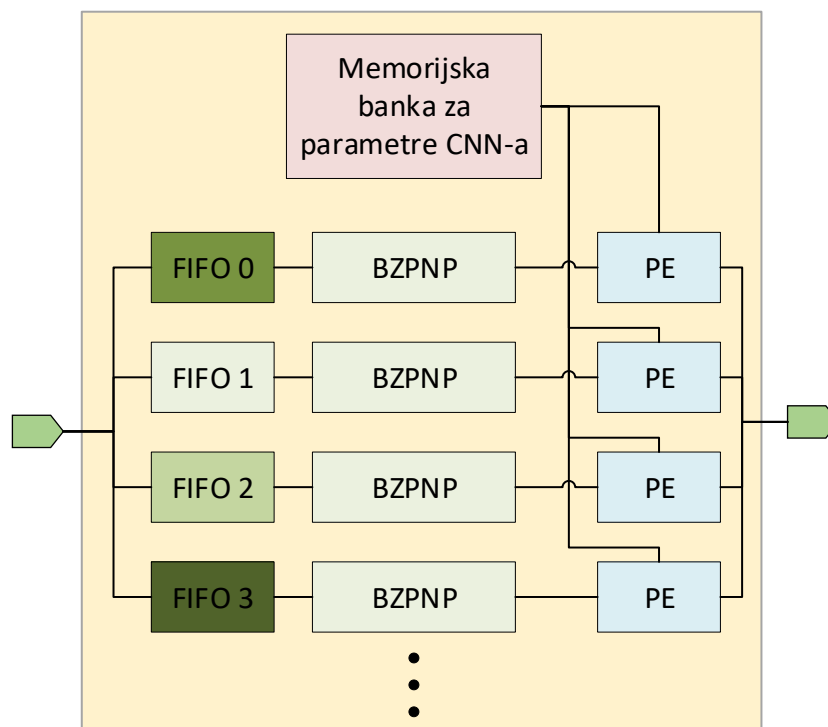 Memorijska
banka za
parametre CNN-a
FIFO 0
BZPNP
PE
FIFO 1
BZPNP
PE
FIFO 2
BZPNP
PE
FIFO 3
BZPNP
PE